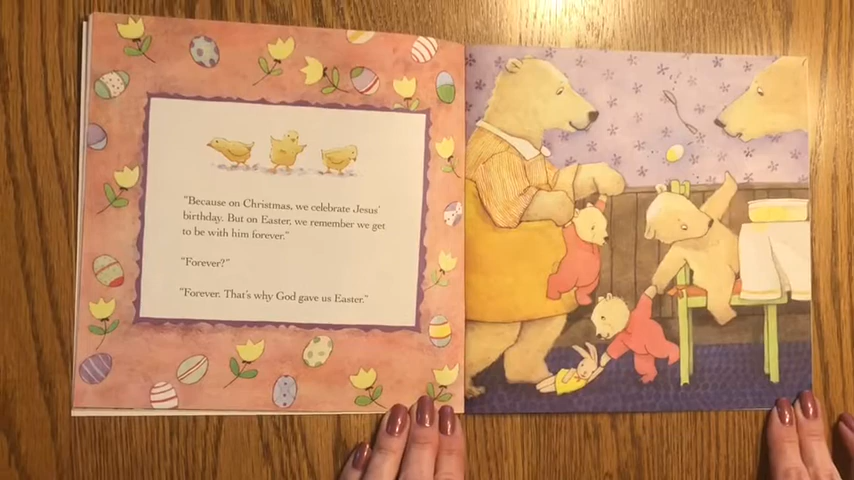 "Because on Christmas, we celebrate Jesus'
birthday. But on Easter, we remember we get
to be with him forever."
"Forever?"
"Forever. That's why God gave us Easter."